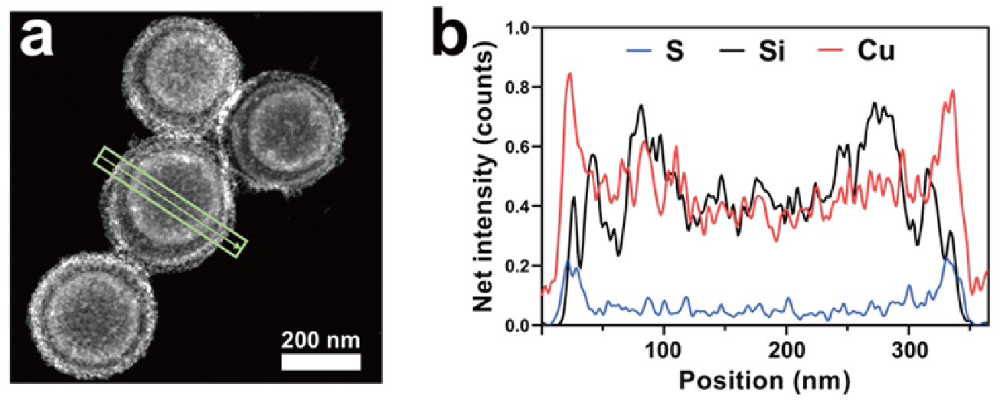 a
200 nm
b
S Si Cu
Net intensity (counts)
1.0
0.8
0.6
0.4
0.2
0.0
100 200 300
Position (nm)